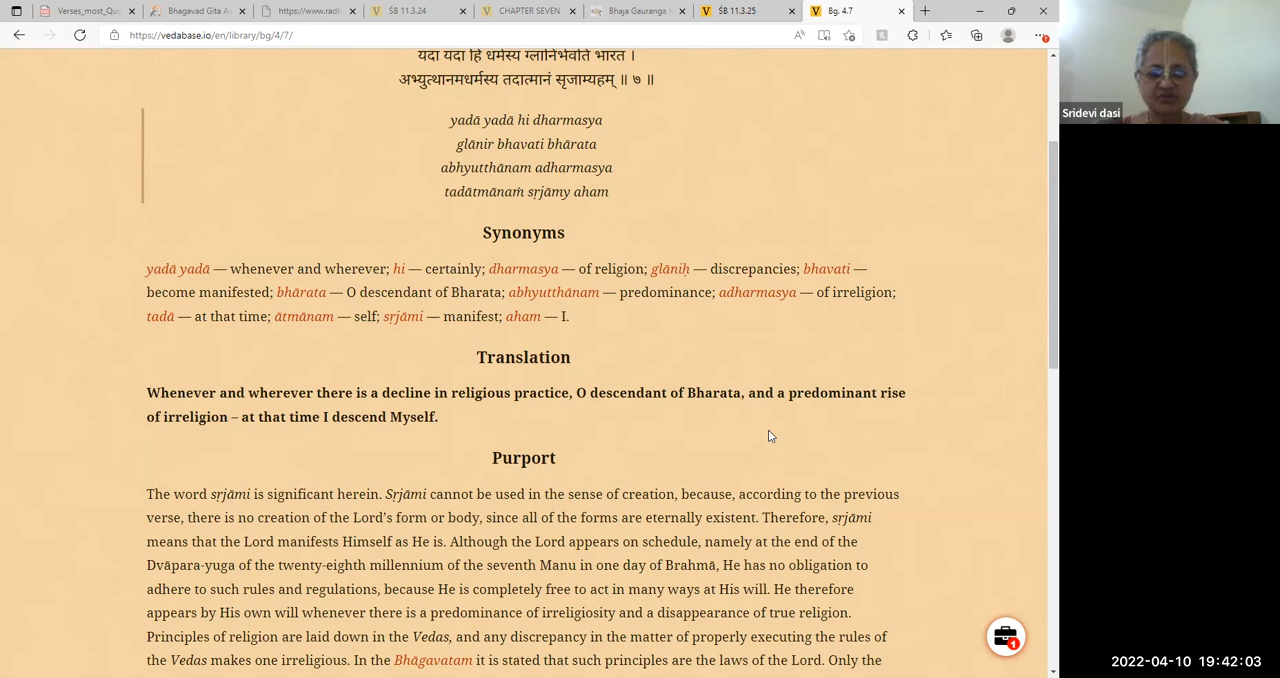 Verses_most_Quo
Bhagavad Gita Ac
https://www.radh
ŚB 11.3.24
CHAPTER SEVEN
Bhaja Gauranga
ŚB 11.3.25
Bg. 4.7
https://vedabase.io/en/library/bg/4/7/
यदा यदा हि धर्मस्य ग्लानिर्भवति भारत ।
अभ्युत्थानमधर्मस्य तदात्मानं सृजाम्यहम् ॥ ७ ॥
yadā yadā hi dharmasya
glānir bhavati bhārata
abhyutthānam adharmasya
tadātmānaṁ sṛjāmy aham
Synonyms
yadā yadā — whenever and wherever; hi — certainly; dharmasya — of religion; glāniḥ — discrepancies; bhavati —
become manifested; bhārata — O descendant of Bharata; abhyutthānam — predominance; adharmasya — of irreligion;
tadā — at that time; ātmānam — self; sṛjāmi — manifest; aham — I.
Translation
Whenever and wherever there is a decline in religious practice, O descendant of Bharata, and a predominant rise
of irreligion – at that time I descend Myself.
Purport
The word sṛjāmi is significant herein. Sṛjāmi cannot be used in the sense of creation, because, according to the previous
verse, there is no creation of the Lord's form or body, since all of the forms are eternally existent. Therefore, sṛjāmi
means that the Lord manifests Himself as He is. Although the Lord appears on schedule, namely at the end of the
Dvāpara-yuga of the twenty-eighth millennium of the seventh Manu in one day of Brahmā, He has no obligation to
adhere to such rules and regulations, because He is completely free to act in many ways at His will. He therefore
appears by His own will whenever there is a predominance of irreligiosity and a disappearance of true religion.
Principles of religion are laid down in the Vedas, and any discrepancy in the matter of properly executing the rules of
the Vedas makes one irreligious. In the Bhāgavatam it is stated that such principles are the laws of the Lord. Only the
1
Sridevi dasi
2022-04-10 19:42:03